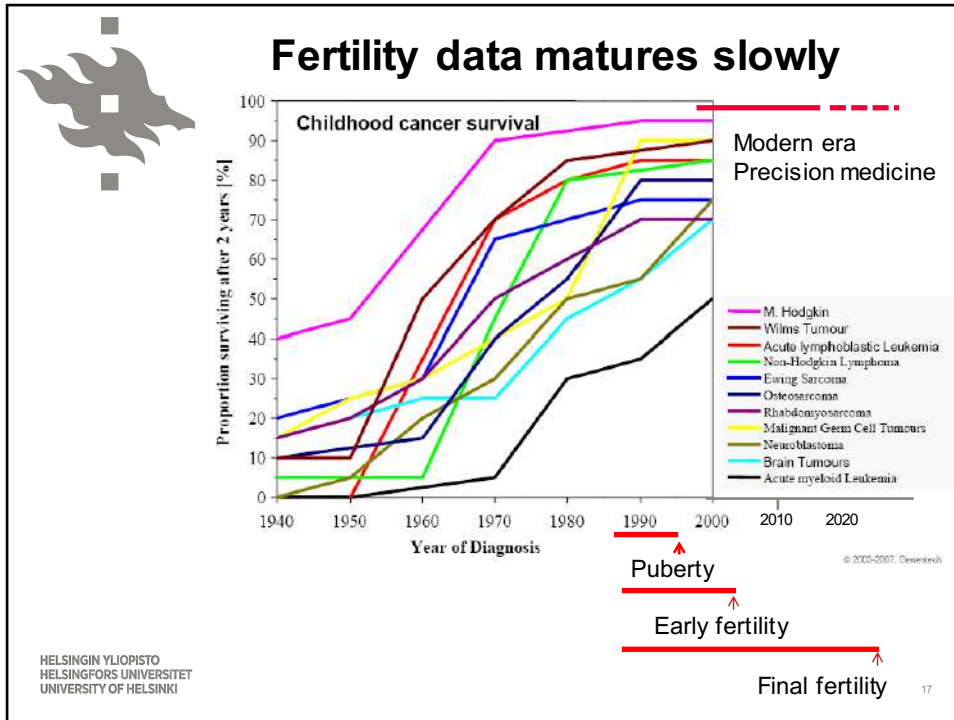 Fertility data matures slowly
Childhood cancer survival
Proportion surviving after 2 years [%]
100
90
80
70
60
50
40
30
20
10
0
1940
1950
1960
1970
1980
1990
2000
2010
2020
Year of Diagnosis
Modern era
Precision medicine
M. Hodgkin
Wilms Tumour
Acute lymphoblastic Leukemia
Non-Hodgkin Lymphoma
Ewing Sarcoma
Osteosarcoma
Rhabdomyosarcoma
Malignant Germ Cell Tumours
Neuroblastoma
Brain Tumours
Acute myeloid Leukemia
© 2003-2007, Genentech
Puberty
Early fertility
Final fertility
HELSINGIN YLIOPISTO
HELSINGFORS UNIVERSITET
UNIVERSITY OF HELSINKI
17